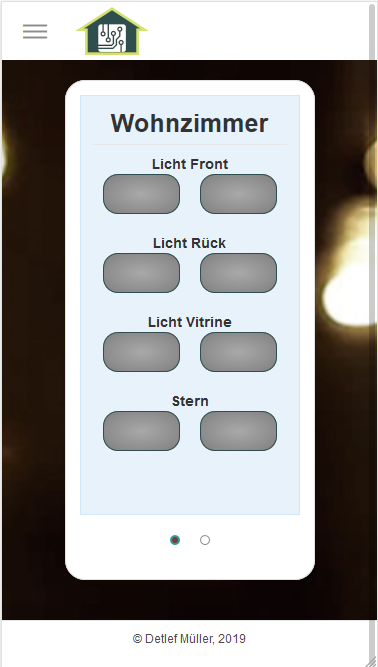 Wohnzimmer
Licht Front
Licht Rück
Licht Vitrine
Stern
© Detlef Müller, 2019